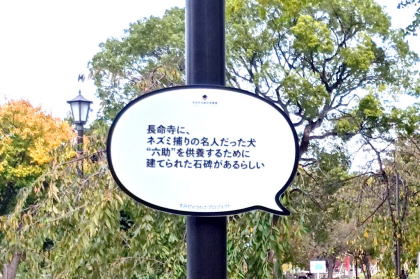 長命寺に、
ネズミ捕りの名人だった犬
“六助”を供養するために
建てられた石碑があるらしい